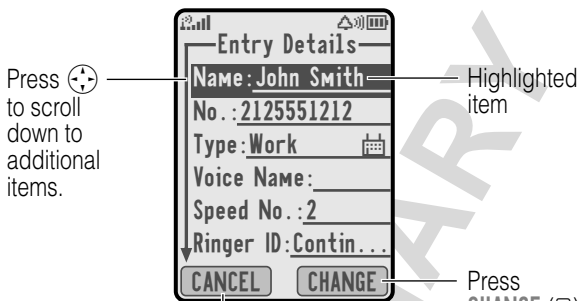 Entry Details
Press
to scroll
down to
additional
items.
Name: John Smith
Highlighted
item
No.: 2125551212
Type: Work
Voice Name:
Speed No.: 2
Ringer ID: Contin...
CANCEL CHANGE
Press
CHANGE